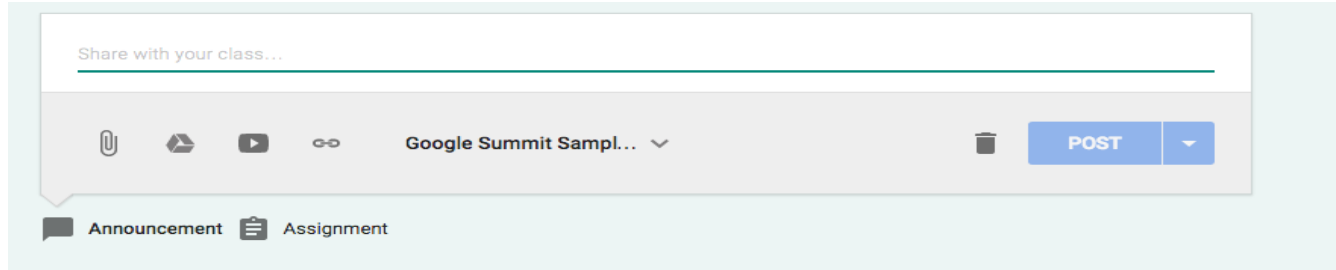 Share with your class...
Google Summit Sampl... POST
Announcement Assignment